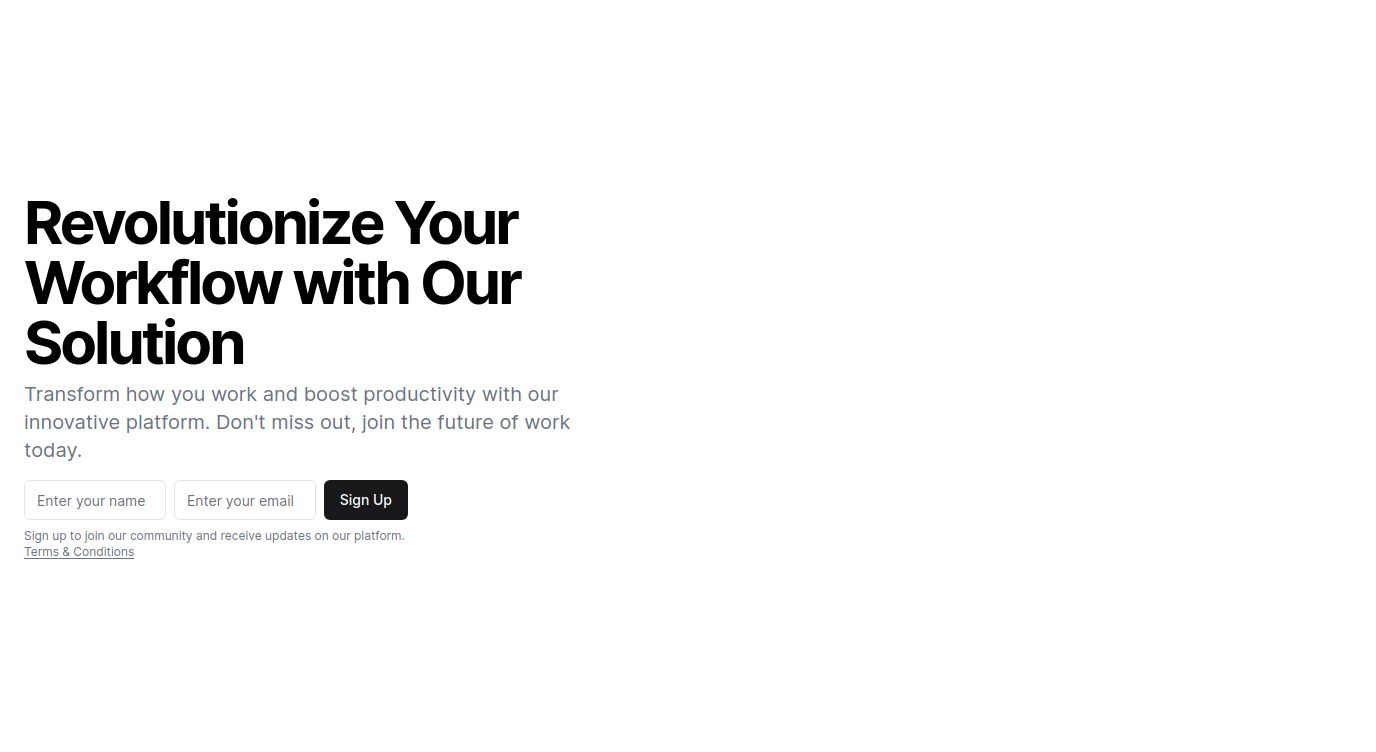 Revolutionize Your
Workflow with Our
Solution
Transform how you work and boost productivity with our
innovative platform. Don't miss out, join the future of work
today.
Enter your name
Enter your email
Sign Up
Sign up to join our community and receive updates on our platform.
Terms & Conditions